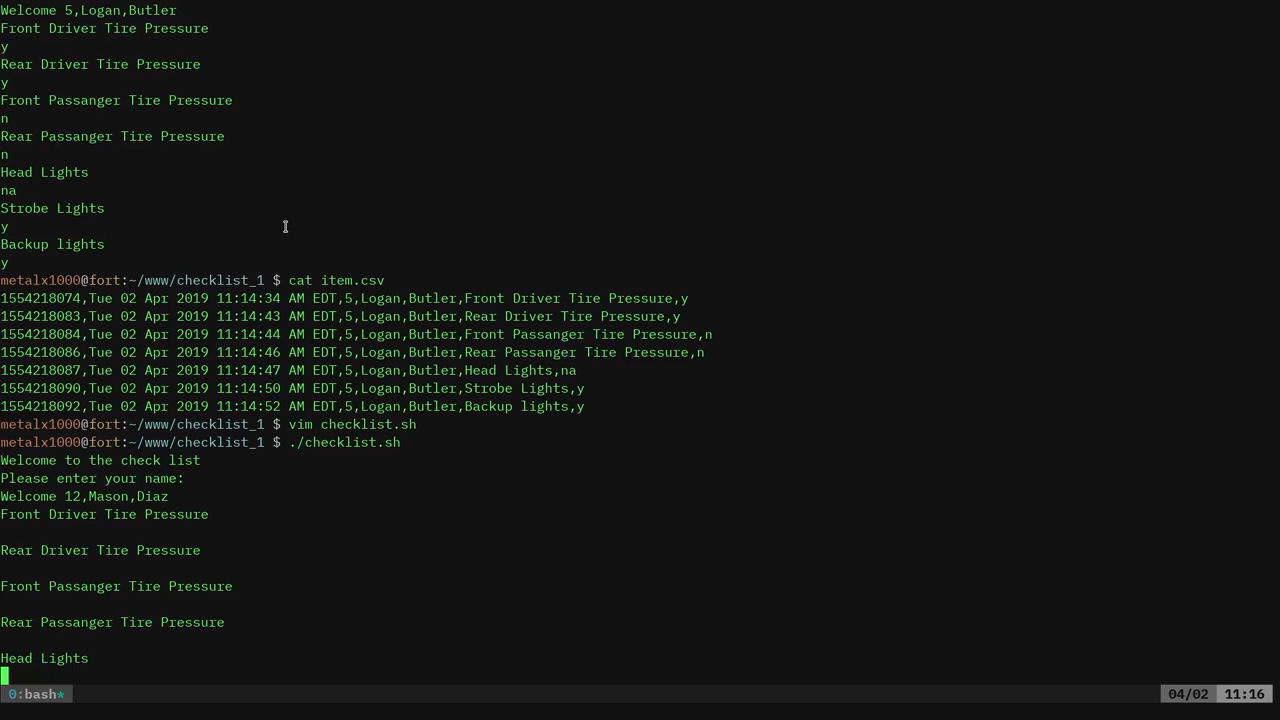 Welcome 5,Logan,Butler
Front Driver Tire Pressure
y
Rear Driver Tire Pressure
y
Front Passanger Tire Pressure
n
Rear Passanger Tire Pressure
n
Head Lights
na
Strobe Lights
y
Backup lights
y
metalx1000@fort:~/www/checklist_1 $ cat item.csv
1554218074,Tue 02 Apr 2019 11:14:34 AM EDT,5,Logan,Butler,Front Driver Tire Pressure,y
1554218083,Tue 02 Apr 2019 11:14:43 AM EDT,5,Logan,Butler,Rear Driver Tire Pressure,y
1554218084,Tue 02 Apr 2019 11:14:44 AM EDT,5,Logan,Butler,Front Passanger Tire Pressure,n
1554218086,Tue 02 Apr 2019 11:14:46 AM EDT,5,Logan,Butler,Rear Passanger Tire Pressure,n
1554218087,Tue 02 Apr 2019 11:14:47 AM EDT,5,Logan,Butler,Head Lights,na
1554218090,Tue 02 Apr 2019 11:14:50 AM EDT,5,Logan,Butler,Strobe Lights,y
1554218092,Tue 02 Apr 2019 11:14:52 AM EDT,5,Logan,Butler,Backup lights,y
metalx1000@fort:~/www/checklist_1 $ vim checklist.sh
metalx1000@fort:~/www/checklist_1 $ ./checklist.sh
Welcome to the check list
Please enter your name:
Welcome 12,Mason,Diaz
Front Driver Tire Pressure
Rear Driver Tire Pressure
Front Passanger Tire Pressure
Rear Passanger Tire Pressure
Head Lights
0:bash* 04/02 11:16